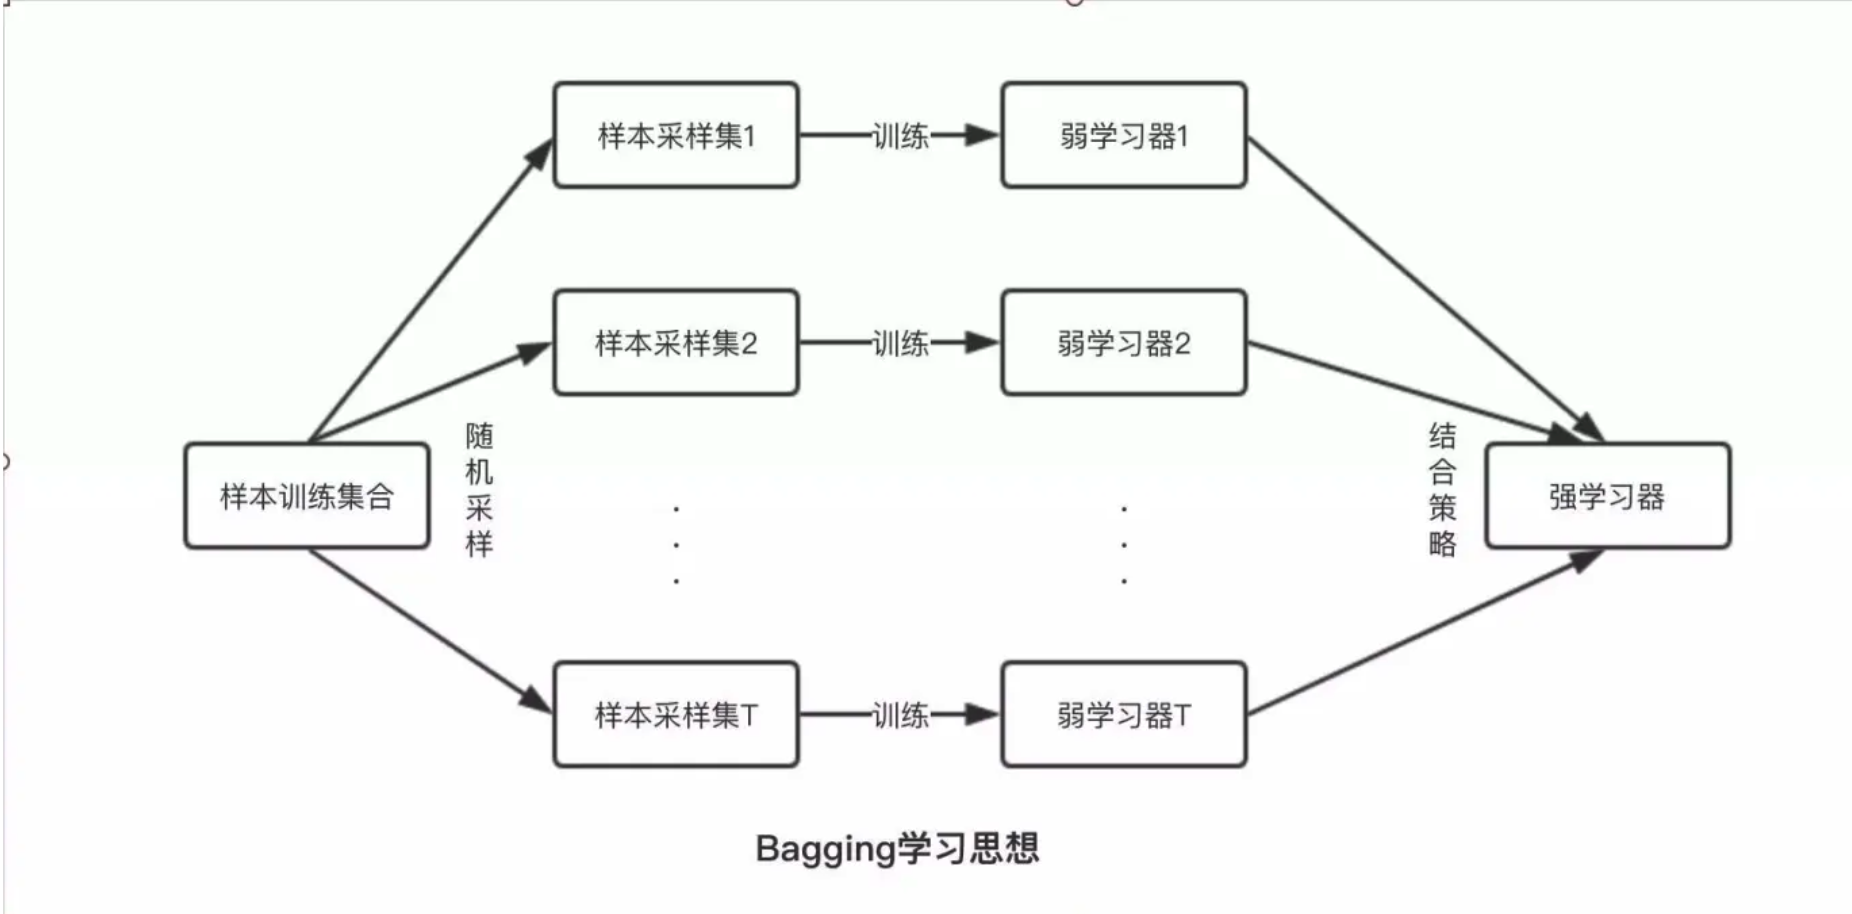 样本采样集1
训练
弱学习器1
样本采样集2
训练
弱学习器2
样本训练集合
随机采样
结合策略
强学习器
样本采样集T
训练
弱学习器T
Bagging学习思想